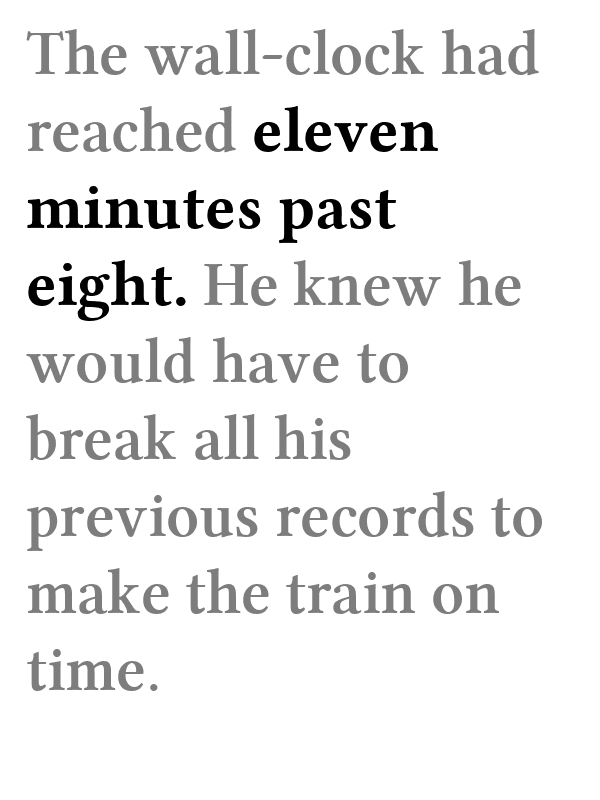 The wall-clock had
reached eleven
minutes past
eight. He knew he
would have to
break all his
previous records to
make the train on
time.